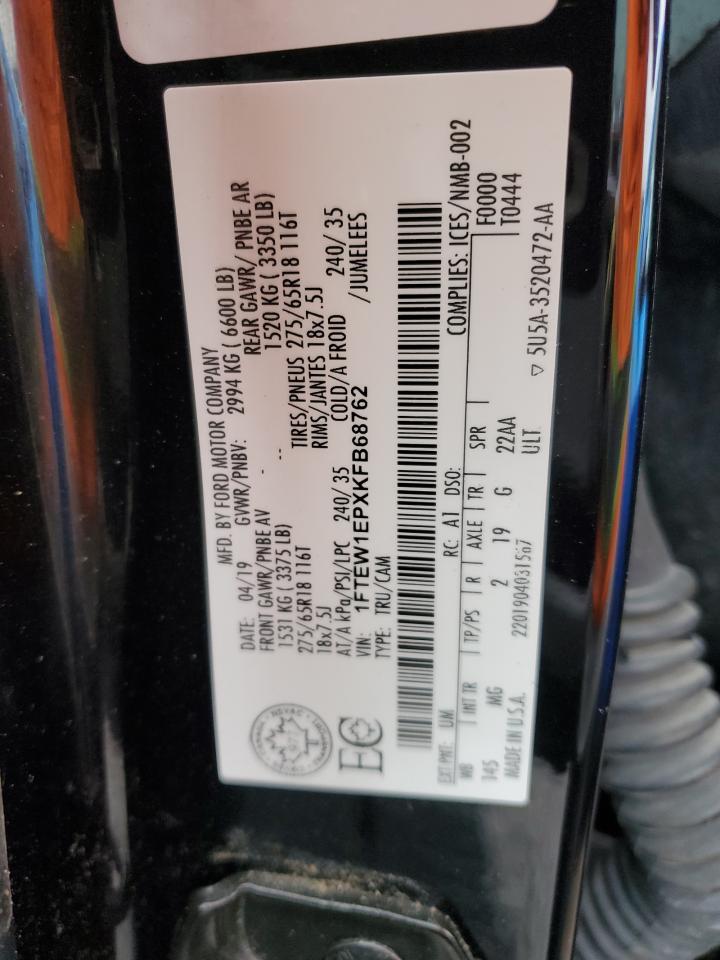 MFD. BY FORD MOTOR COMPANY
DATE: 04/19 GVWR/PNBV: 2994 KG ( 6600 LB)
FRONT GAWR/PNBE AV - REAR GAWR/ PNBE AR
1531 KG ( 3375 LB) -- 1520 KG ( 3350 LB)
275/65R18 116T TIRES/PNEUS 275/65R18 116T
18x7.5J RIMS/JANTES 18x7.5J
AT/A kPa/PSI/LPC 240/ 35 COLD/A FROID 240/ 35
VIN: 1FTEW1EPXKFB68762 /JUMELEES
TYPE: TRU/CAM
EC
COMPLIES: ICES/NMB-002
EXT PNT: UM RC: A1 DSO: F0000
WB INT TR TP/PS R AXLE TR SPR T0444
145 MG 2 19 G 22AA
MADE IN U.S.A. ULT ▽ 5U5A-3520472-AA